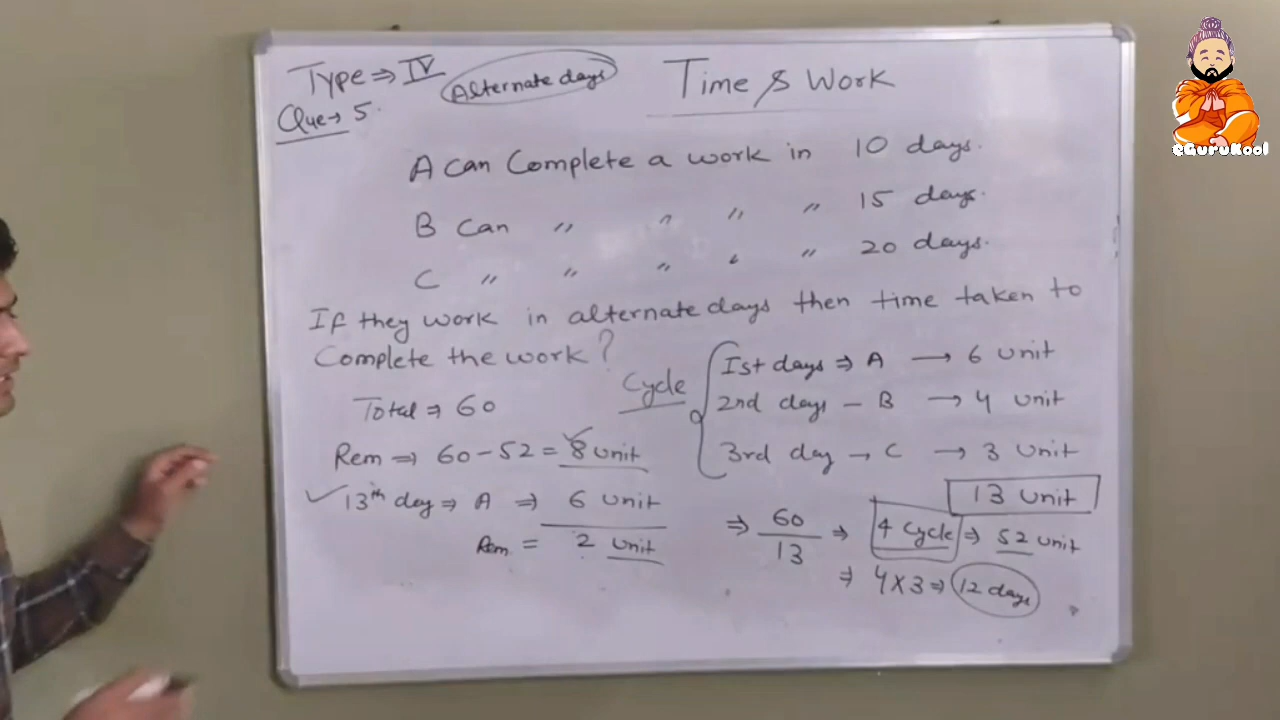 Type ⇒ IV
Alternate days
Time & Work
Que → 5.
eGuruKool
A can Complete a work in 10 days.
B Can " " " " 15 days.
C " " " " " 20 days.
If they work in alternate days then time taken to
Complete the work?
Cycle
Ist days ⇒ A → 6 Unit
2nd days - B → 4 Unit
3rd day → C → 3 Unit
13 Unit
Total ⇒ 60
Rem ⇒ 60 - 52 = 8 Unit
✓ 13th day ⇒ A ⇒ 6 Unit
Rem = 2 Unit
⇒ 60/13 ⇒ 4 Cycle ⇒ 52 Unit
⇒ 4 x 3 ⇒ 12 days